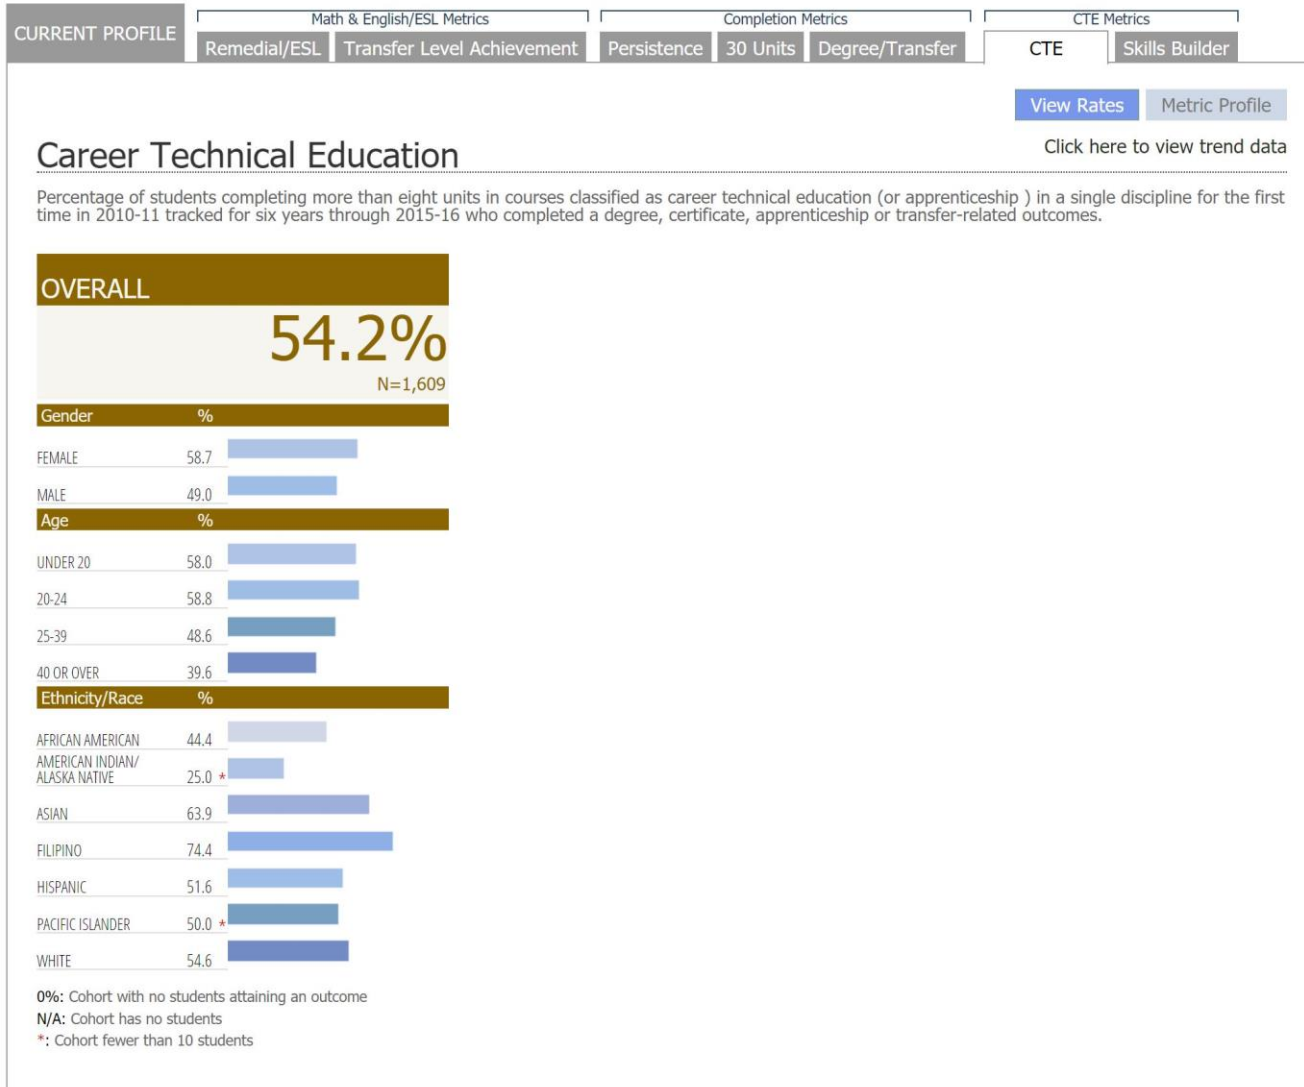 CURRENT PROFILE
Math & English/ESL Metrics
Completion Metrics
CTE Metrics
Remedial/ESL
Transfer Level Achievement
Persistence
30 Units
Degree/Transfer
CTE
Skills Builder
View Rates
Metric Profile
Career Technical Education
Click here to view trend data
Percentage of students completing more than eight units in courses classified as career technical education (or apprenticeship ) in a single discipline for the first
time in 2010-11 tracked for six years through 2015-16 who completed a degree, certificate, apprenticeship or transfer-related outcomes.
OVERALL
54.2%
N=1,609
Gender %
FEMALE 58.7
MALE 49.0
Age %
UNDER 20 58.0
20-24 58.8
25-39 48.6
40 OR OVER 39.6
Ethnicity/Race %
AFRICAN AMERICAN 44.4
AMERICAN INDIAN/
ALASKA NATIVE 25.0 *
ASIAN 63.9
FILIPINO 74.4
HISPANIC 51.6
PACIFIC ISLANDER 50.0 *
WHITE 54.6
0%: Cohort with no students attaining an outcome
N/A: Cohort has no students
*: Cohort fewer than 10 students